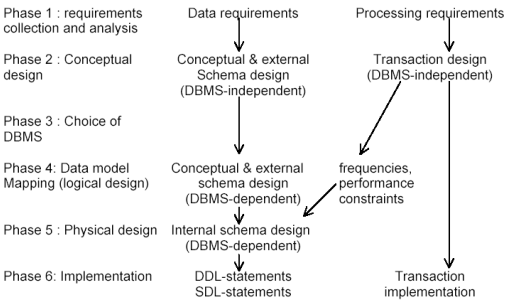 Phase 1 : requirements
collection and analysis
Data requirements
Processing requirements
Phase 2 : Conceptual
design
Conceptual & external
Schema design
(DBMS-independent)
Transaction design
(DBMS-independent)
Phase 3 : Choice of
DBMS
Phase 4: Data model
Mapping (logical design)
Conceptual & external
schema design
(DBMS-dependent)
frequencies,
performance
constraints
Phase 5 : Physical design
Internal schema design
(DBMS-dependent)
Phase 6: Implementation
DDL-statements
SDL-statements
Transaction
implementation